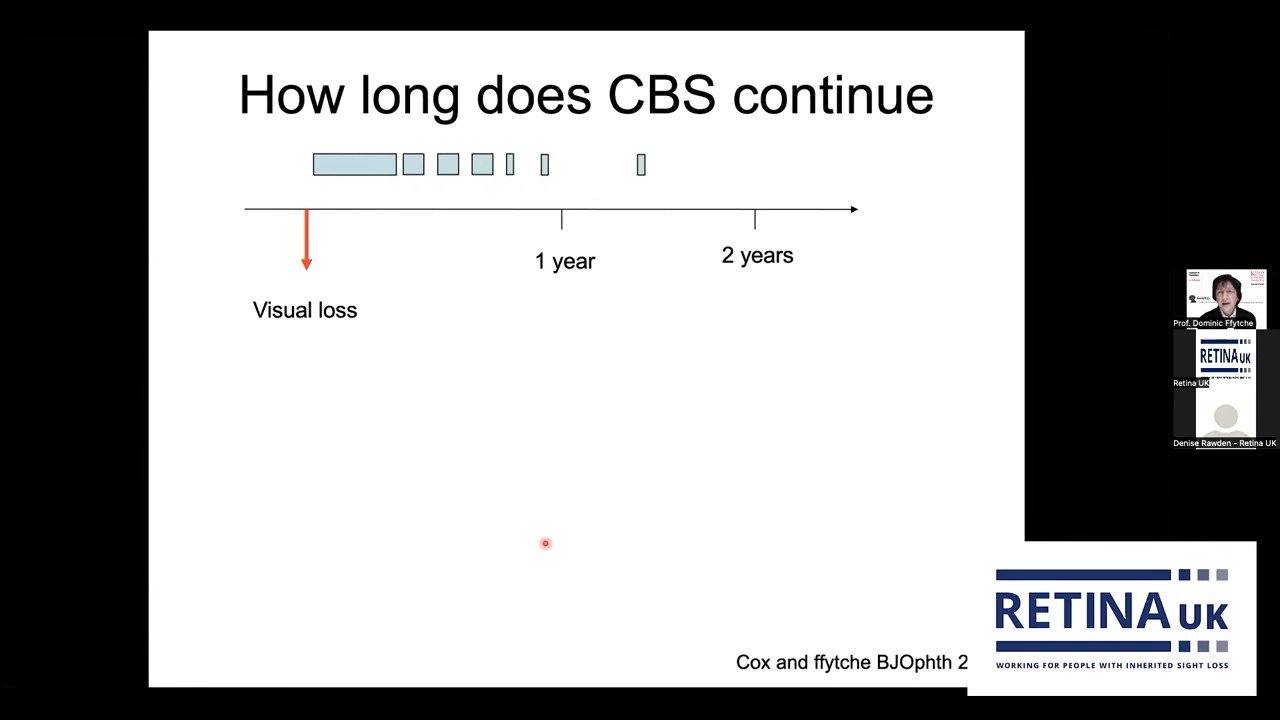 How long does CBS continue
1 year
2 years
Visual loss
Prof. Dominic Ffytche
RETINA UK
Retina UK
Denise Rawden - Retina UK
RETINA UK
WORKING FOR PEOPLE WITH INHERITED SIGHT LOSS
Cox and ffytche BJOphth 2